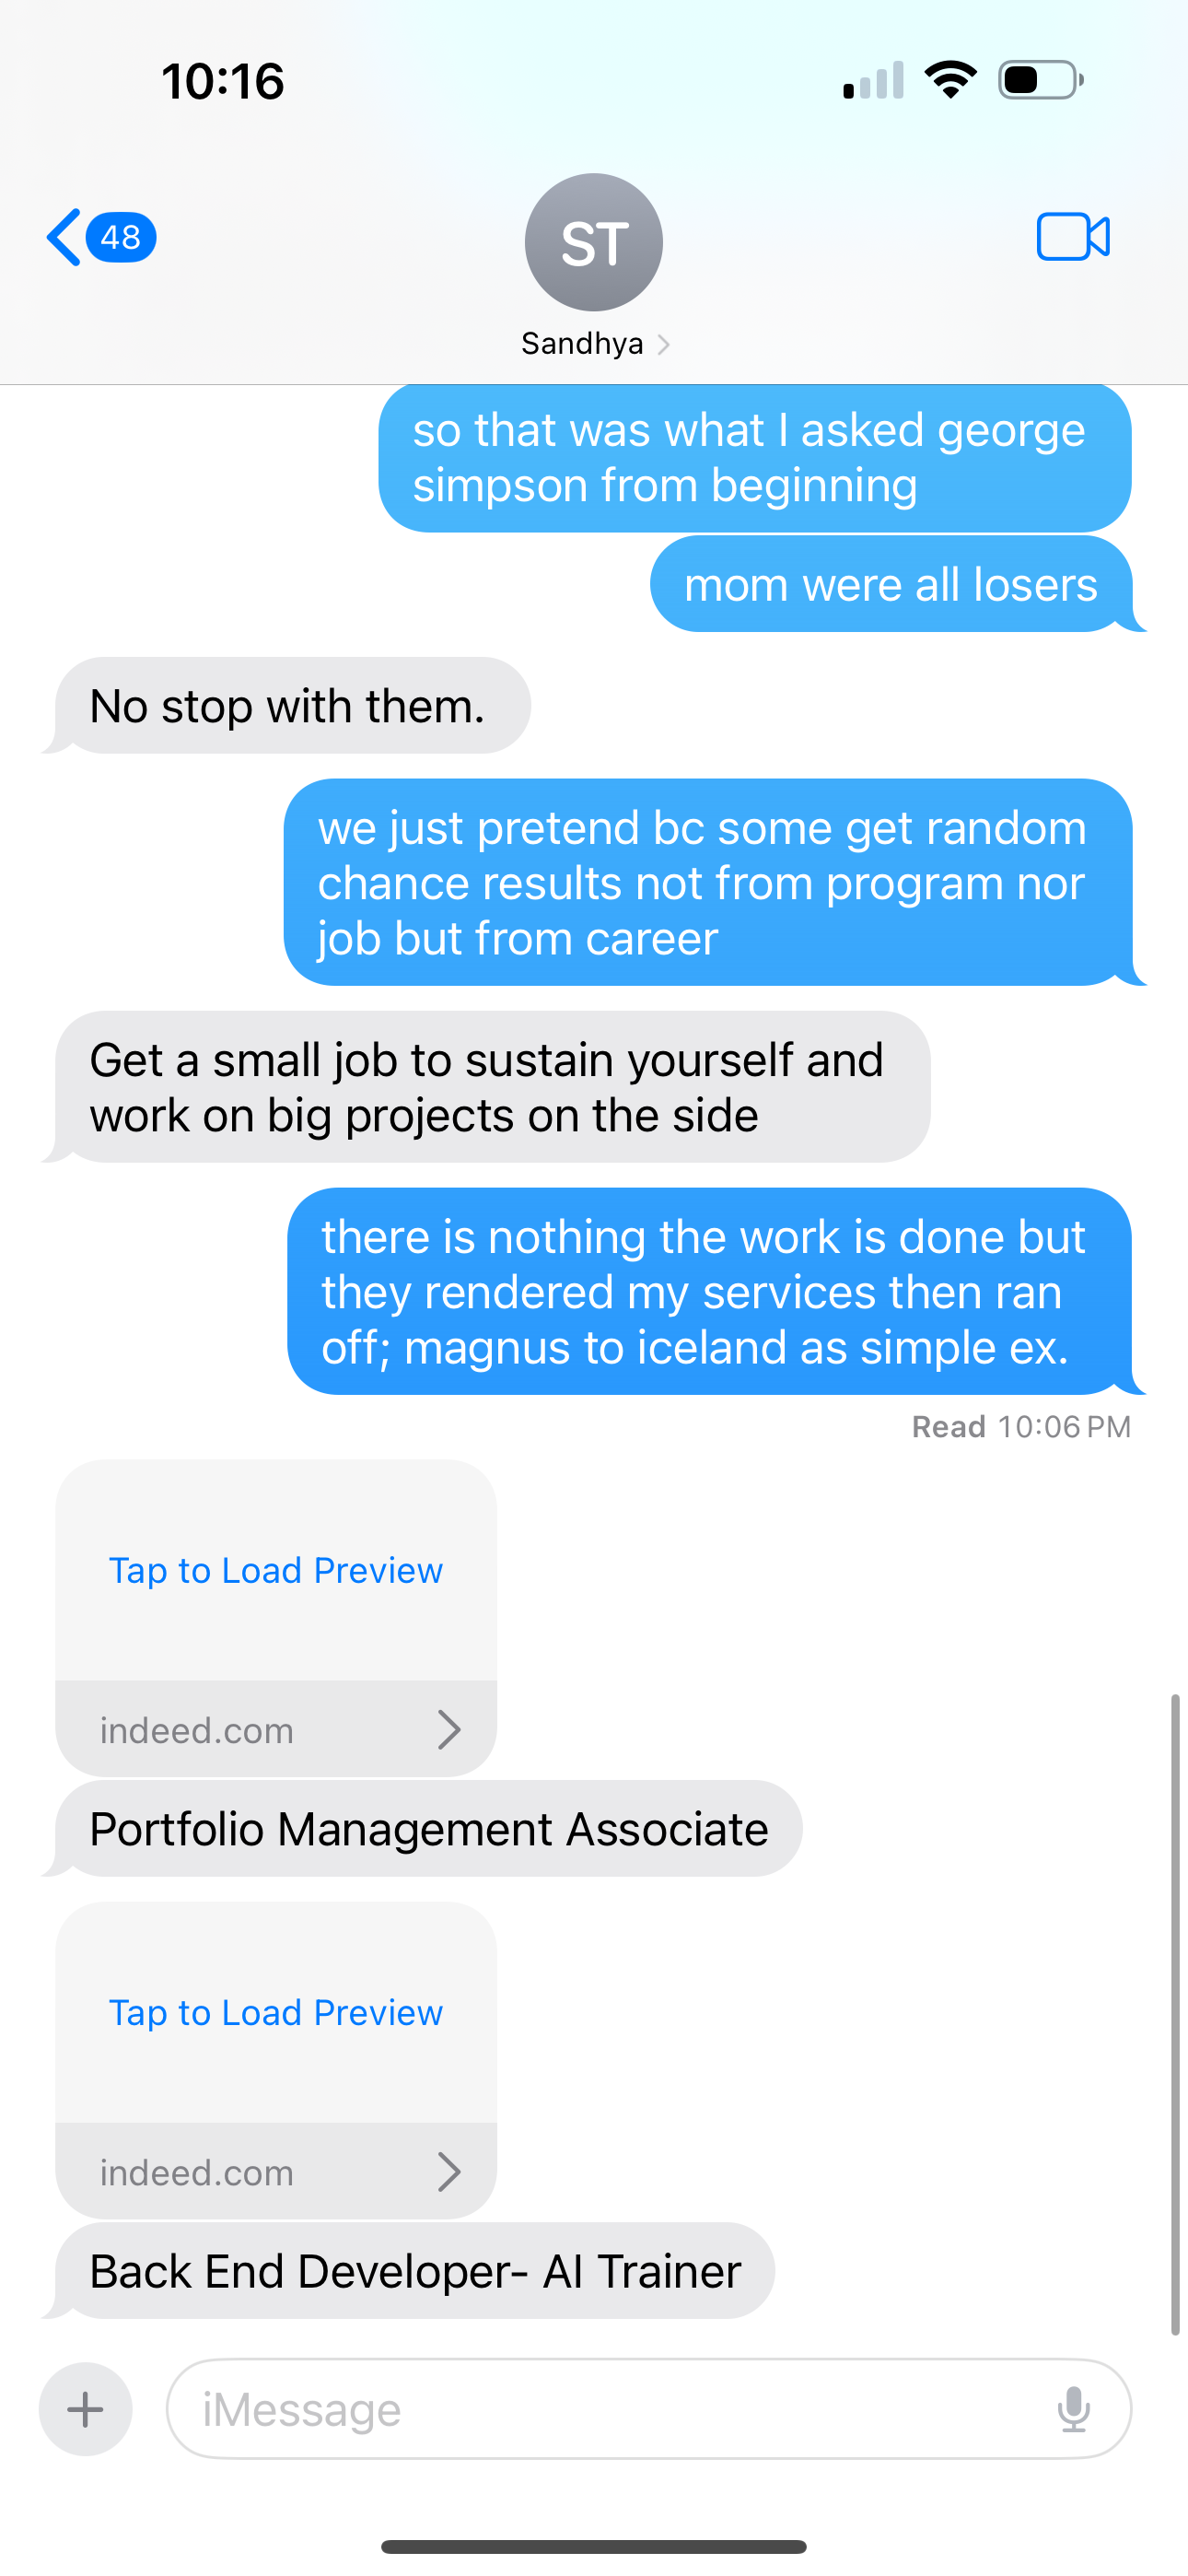 10:16
48
ST
Sandhya
so that was what I asked george
simpson from beginning
mom were all losers
No stop with them.
we just pretend bc some get random
chance results not from program nor
job but from career
Get a small job to sustain yourself and
work on big projects on the side
there is nothing the work is done but
they rendered my services then ran
off; magnus to iceland as simple ex.
Read 10:06 PM
Tap to Load Preview
indeed.com
Portfolio Management Associate
Tap to Load Preview
indeed.com
Back End Developer- AI Trainer
iMessage